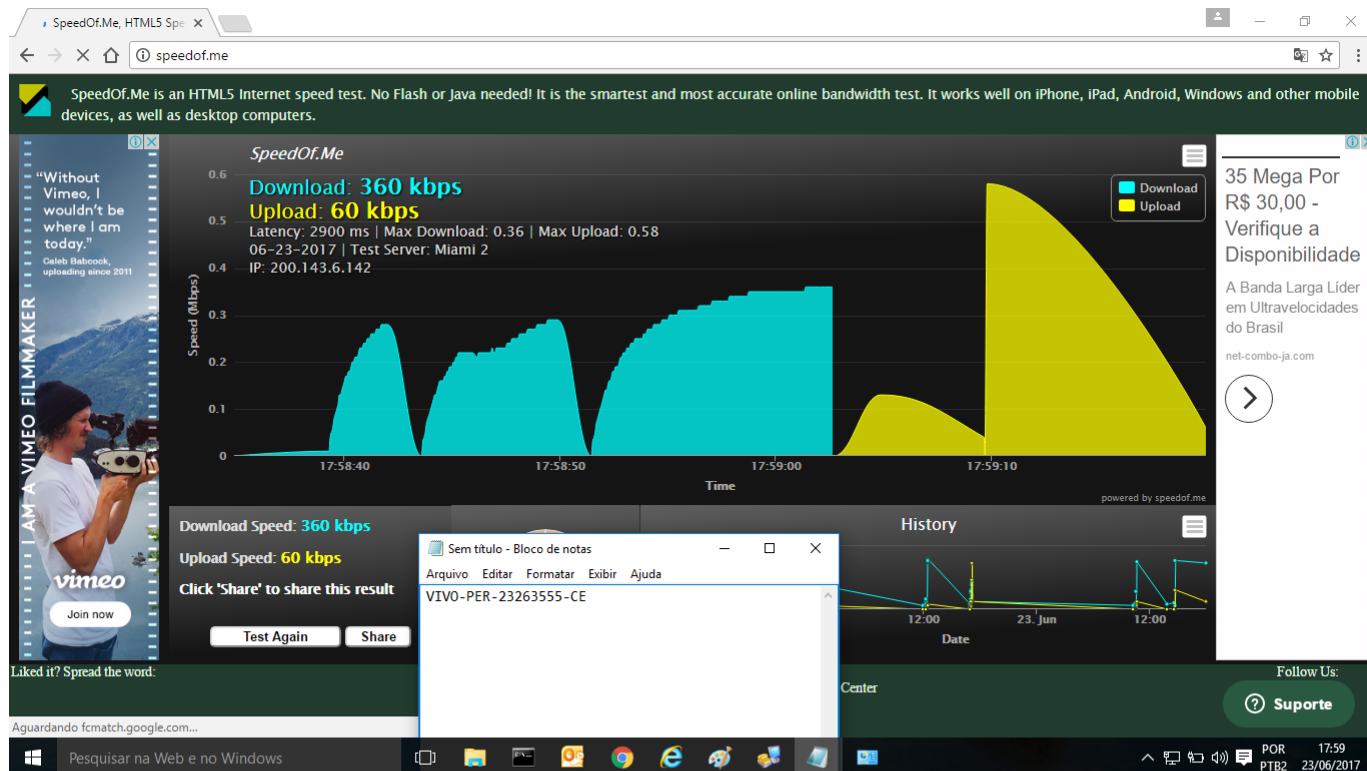 SpeedOf.Me, HTML5 Spe
speedof.me
SpeedOf.Me is an HTML5 Internet speed test. No Flash or Java needed! It is the smartest and most accurate online bandwidth test. It works well on iPhone, iPad, Android, Windows and other mobile
devices, as well as desktop computers.
“Without
Vimeo, I
wouldn’t be
where I am
today.”
Caleb Babcock,
uploading since 2011
I AM A VIMEO FILMMAKER
vimeo
Join now
SpeedOf.Me
Download: 360 kbps
Upload: 60 kbps
Latency: 2900 ms | Max Download: 0.36 | Max Upload: 0.58
06-23-2017 | Test Server: Miami 2
IP: 200.143.6.142
Download
Upload
Speed (Mbps)
0.6
0.5
0.4
0.3
0.2
0.1
0
17:58:40
17:58:50
17:59:00
17:59:10
Time
powered by speedof.me
35 Mega Por
R$ 30,00 -
Verifique a
Disponibilidade
A Banda Larga Líder
em Ultravelocidades
do Brasil
net-combo-ja.com
Download Speed: 360 kbps
Upload Speed: 60 kbps
Click 'Share' to share this result
Test Again
Share
History
12:00
23. Jun
12:00
Date
Sem título - Bloco de notas
Arquivo Editar Formatar Exibir Ajuda
VIVO-PER-23263555-CE
Liked it? Spread the word:
Center
Follow Us:
Suporte
Aguardando fcmatch.google.com...
Pesquisar na Web e no Windows
POR
PTB2
17:59
23/06/2017